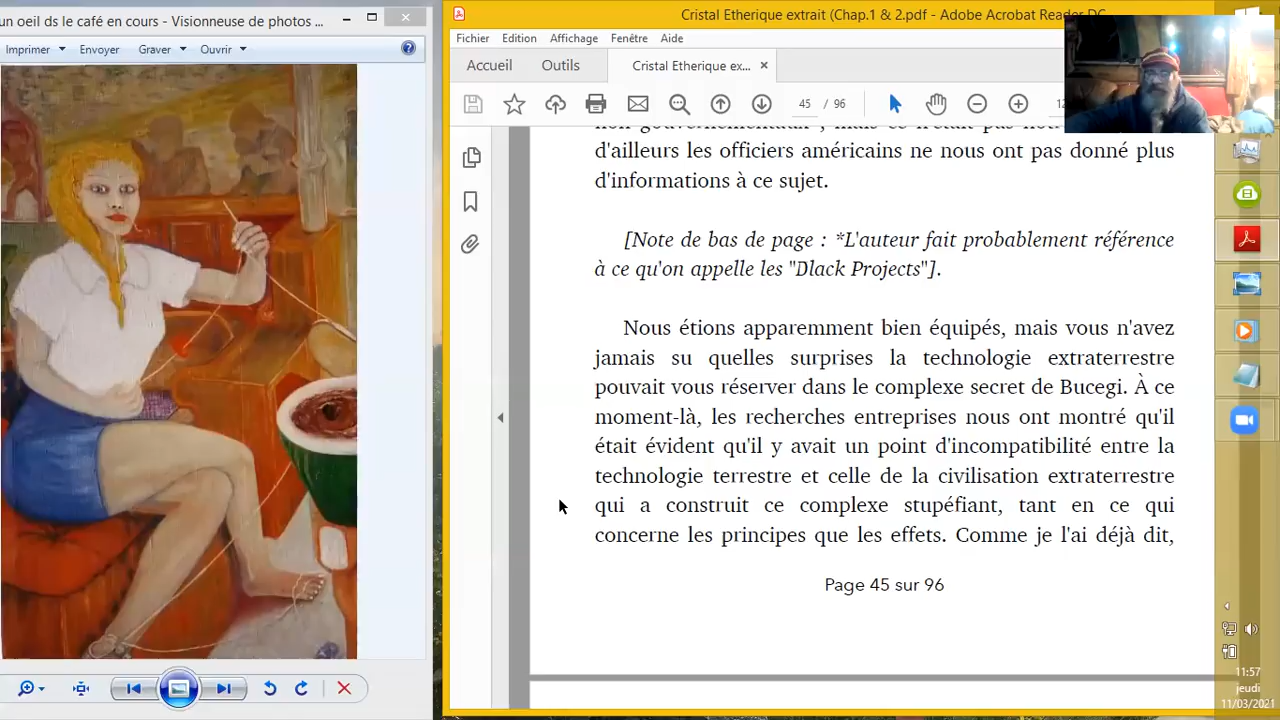 un oeil ds le café en cours - Visionneuse de photos ...
Imprimer
Envoyer
Graver
Ouvrir
Cristal Etherique extrait (Chap.1 & 2.pdf - Adobe Acrobat Reader DC
Fichier
Edition
Affichage
Fenêtre
Aide
Accueil
Outils
Cristal Etherique ex...
45 / 96
d'ailleurs les officiers américains ne nous ont pas donné plus
d'informations à ce sujet.
[Note de bas de page : *L'auteur fait probablement référence
à ce qu'on appelle les "Dlack Projects"].
Nous étions apparemment bien équipés, mais vous n'avez
jamais su quelles surprises la technologie extraterrestre
pouvait vous réserver dans le complexe secret de Bucegi. À ce
moment-là, les recherches entreprises nous ont montré qu'il
était évident qu'il y avait un point d'incompatibilité entre la
technologie terrestre et celle de la civilisation extraterrestre
qui a construit ce complexe stupéfiant, tant en ce qui
concerne les principes que les effets. Comme je l'ai déjà dit,
Page 45 sur 96
11:57
jeudi
11/03/2021